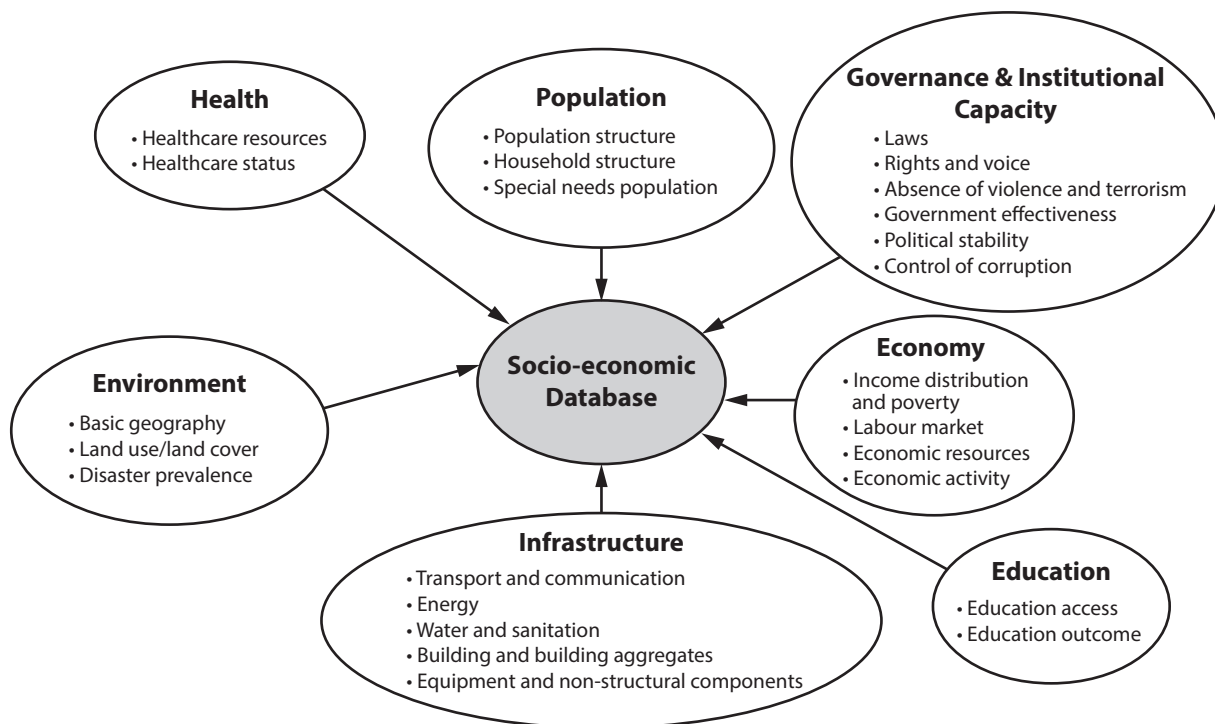 Health
• Healthcare resources
• Healthcare status
Population
• Population structure
• Household structure
• Special needs population
Governance & Institutional
Capacity
• Laws
• Rights and voice
• Absence of violence and terrorism
• Government effectiveness
• Political stability
• Control of corruption
Socio-economic
Database
Environment
• Basic geography
• Land use/land cover
• Disaster prevalence
Economy
• Income distribution
and poverty
• Labour market
• Economic resources
• Economic activity
Infrastructure
• Transport and communication
• Energy
• Water and sanitation
• Building and building aggregates
• Equipment and non-structural components
Education
• Education access
• Education outcome